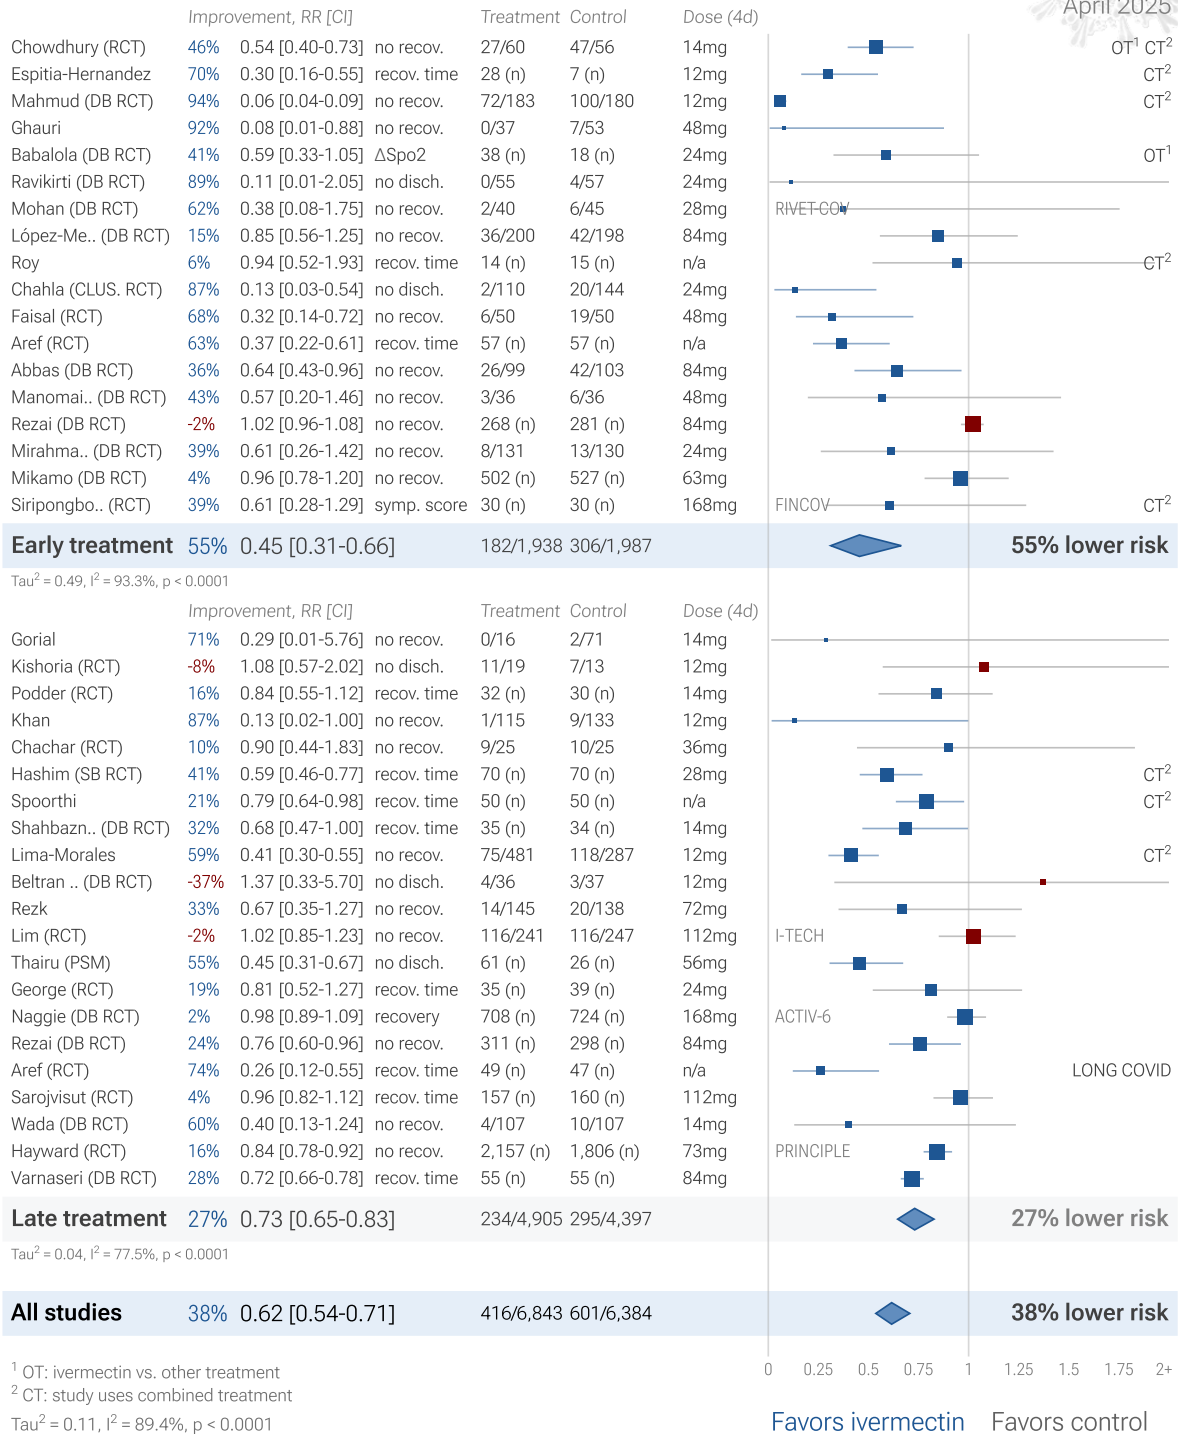 April 2025
Improvement, RR [CI] Treatment Control Dose (4d)
Chowdhury (RCT) 46% 0.54 [0.40-0.73] no recov. 27/60 47/56 14mg OT¹ CT²
Espitia-Hernandez 70% 0.30 [0.16-0.55] recov. time 28 (n) 7 (n) 12mg CT²
Mahmud (DB RCT) 94% 0.06 [0.04-0.09] no recov. 72/183 100/180 12mg CT²
Ghauri 92% 0.08 [0.01-0.88] no recov. 0/37 7/53 48mg
Babalola (DB RCT) 41% 0.59 [0.33-1.05] ΔSpo2 38 (n) 18 (n) 24mg OT¹
Ravikirti (DB RCT) 89% 0.11 [0.01-2.05] no disch. 0/55 4/57 24mg
Mohan (DB RCT) 62% 0.38 [0.08-1.75] no recov. 2/40 6/45 28mg RIVET-COV
López-Me.. (DB RCT) 15% 0.85 [0.56-1.25] no recov. 36/200 42/198 84mg
Roy 6% 0.94 [0.52-1.93] recov. time 14 (n) 15 (n) n/a CT²
Chahla (CLUS. RCT) 87% 0.13 [0.03-0.54] no disch. 2/110 20/144 24mg
Faisal (RCT) 68% 0.32 [0.14-0.72] no recov. 6/50 19/50 48mg
Aref (RCT) 63% 0.37 [0.22-0.61] recov. time 57 (n) 57 (n) n/a
Abbas (DB RCT) 36% 0.64 [0.43-0.96] no recov. 26/99 42/103 84mg
Manomai.. (DB RCT) 43% 0.57 [0.20-1.46] no recov. 3/36 6/36 48mg
Rezai (DB RCT) -2% 1.02 [0.96-1.08] no recov. 268 (n) 281 (n) 84mg
Mirahma.. (DB RCT) 39% 0.61 [0.26-1.42] no recov. 8/131 13/130 24mg
Mikamo (DB RCT) 4% 0.96 [0.78-1.20] no recov. 502 (n) 527 (n) 63mg
Siripongbo.. (RCT) 39% 0.61 [0.28-1.29] symp. score 30 (n) 30 (n) 168mg FINCOV CT²
Early treatment 55% 0.45 [0.31-0.66] 182/1,938 306/1,987 55% lower risk
Tau² = 0.49, I² = 93.3%, p < 0.0001
Improvement, RR [CI] Treatment Control Dose (4d)
Gorial 71% 0.29 [0.01-5.76] no recov. 0/16 2/71 14mg
Kishoria (RCT) -8% 1.08 [0.57-2.02] no disch. 11/19 7/13 12mg
Podder (RCT) 16% 0.84 [0.55-1.12] recov. time 32 (n) 30 (n) 14mg
Khan 87% 0.13 [0.02-1.00] no recov. 1/115 9/133 12mg
Chachar (RCT) 10% 0.90 [0.44-1.83] no recov. 9/25 10/25 36mg
Hashim (SB RCT) 41% 0.59 [0.46-0.77] recov. time 70 (n) 70 (n) 28mg CT²
Spoorthi 21% 0.79 [0.64-0.98] recov. time 50 (n) 50 (n) n/a CT²
Shahbazn.. (DB RCT) 32% 0.68 [0.47-1.00] recov. time 35 (n) 34 (n) 14mg
Lima-Morales 59% 0.41 [0.30-0.55] no recov. 75/481 118/287 12mg CT²
Beltran .. (DB RCT) -37% 1.37 [0.33-5.70] no disch. 4/36 3/37 12mg
Rezk 33% 0.67 [0.35-1.27] no recov. 14/145 20/138 72mg
Lim (RCT) -2% 1.02 [0.85-1.23] no recov. 116/241 116/247 112mg I-TECH
Thairu (PSM) 55% 0.45 [0.31-0.67] no disch. 61 (n) 26 (n) 56mg
George (RCT) 19% 0.81 [0.52-1.27] recov. time 35 (n) 39 (n) 24mg
Naggie (DB RCT) 2% 0.98 [0.89-1.09] recovery 708 (n) 724 (n) 168mg ACTIV-6
Rezai (DB RCT) 24% 0.76 [0.60-0.96] no recov. 311 (n) 298 (n) 84mg
Aref (RCT) 74% 0.26 [0.12-0.55] recov. time 49 (n) 47 (n) n/a LONG COVID
Sarojvisut (RCT) 4% 0.96 [0.82-1.12] recov. time 157 (n) 160 (n) 112mg
Wada (DB RCT) 60% 0.40 [0.13-1.24] no recov. 4/107 10/107 14mg
Hayward (RCT) 16% 0.84 [0.78-0.92] no recov. 2,157 (n) 1,806 (n) 73mg PRINCIPLE
Varnaseri (DB RCT) 28% 0.72 [0.66-0.78] recov. time 55 (n) 55 (n) 84mg
Late treatment 27% 0.73 [0.65-0.83] 234/4,905 295/4,397 27% lower risk
Tau² = 0.04, I² = 77.5%, p < 0.0001
All studies 38% 0.62 [0.54-0.71] 416/6,843 601/6,384 38% lower risk
0 0.25 0.5 0.75 1 1.25 1.5 1.75 2+
¹ OT: ivermectin vs. other treatment
² CT: study uses combined treatment
Tau² = 0.11, I² = 89.4%, p < 0.0001
Favors ivermectin Favors control